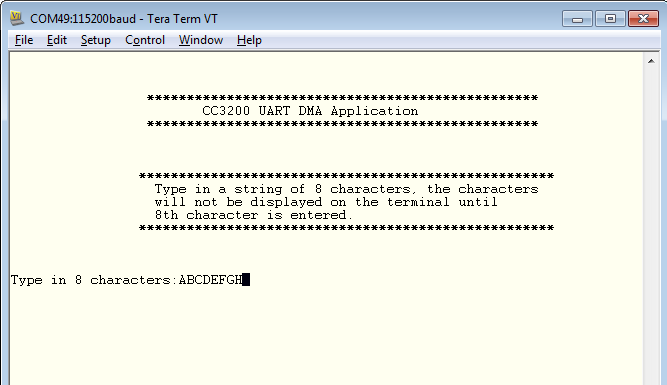 COM49:115200baud - Tera Term VT
File Edit Setup Control Window Help
*************************************************
CC3200 UART DMA Application
*************************************************
****************************************************
Type in a string of 8 characters, the characters
will not be displayed on the terminal until
8th character is entered.
****************************************************
Type in 8 characters:ABCDEFGH